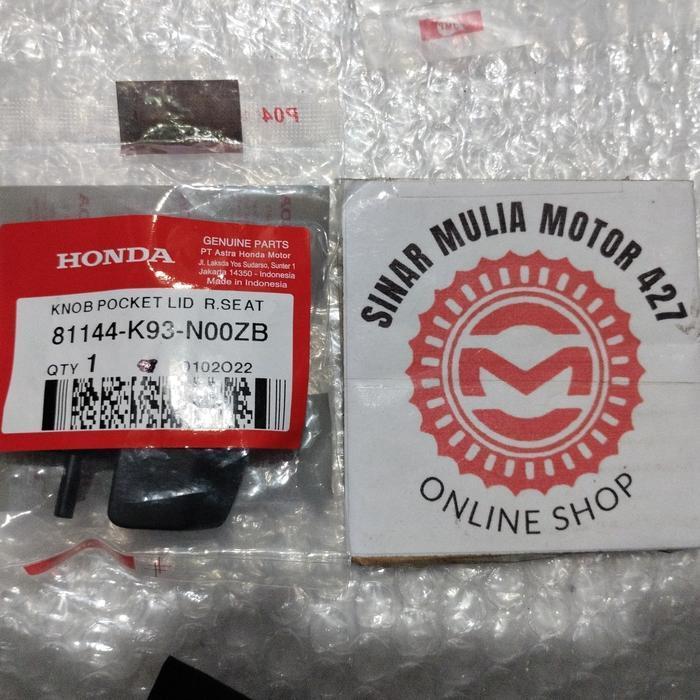 P04
HONDA
GENUINE PARTS
PT Astra Honda Motor
Jl. Laksda Yos Sudarso, Sunter 1
Jakarta 14350 - Indonesia
Made in Indonesia
KNOB POCKET LID R.SEAT
81144-K93-N00ZB
QTY 1
0102O22
SINAR MULIA MOTOR 427
M
ONLINE SHOP